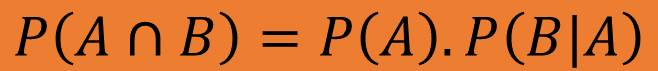 P(A ∩ B) = P(A). P(B|A)